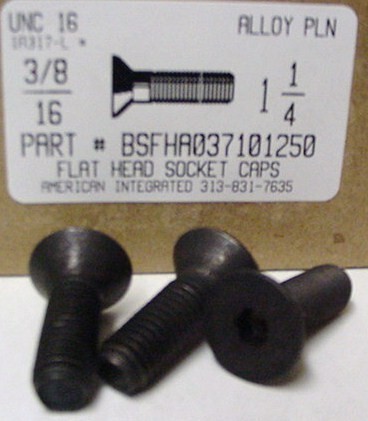 UNC 16 ALLOY PLN
1A317-L *
3/8
16
1 1/4
PART # BSFHA037101250
FLAT HEAD SOCKET CAPS
AMERICAN INTEGRATED 313-831-7635